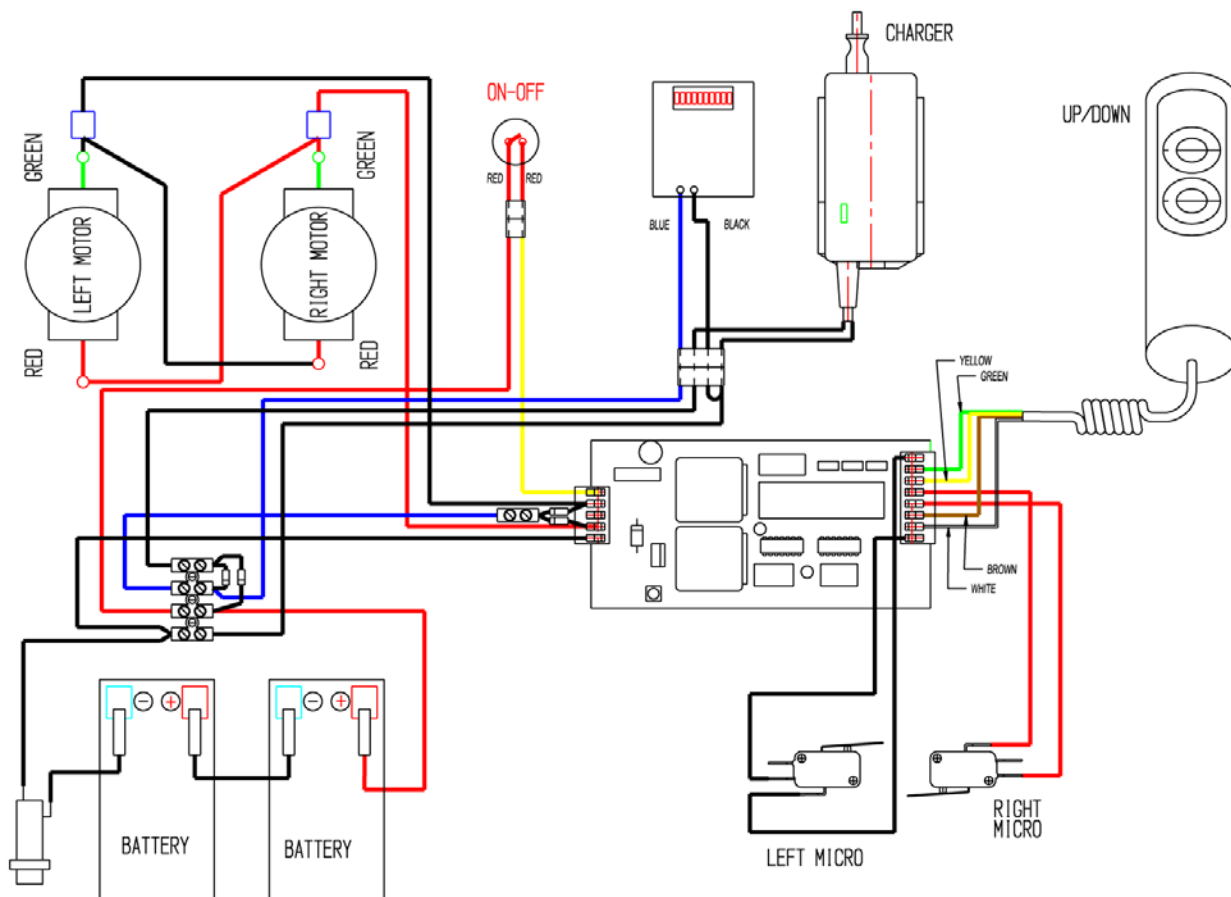 CHARGER
ON-OFF
UP/DOWN
GREEN
GREEN
RED
RED
LEFT MOTOR
RIGHT MOTOR
BLUE
BLACK
RED
RED
YELLOW
GREEN
BROWN
WHITE
BATTERY
BATTERY
LEFT MICRO
RIGHT
MICRO